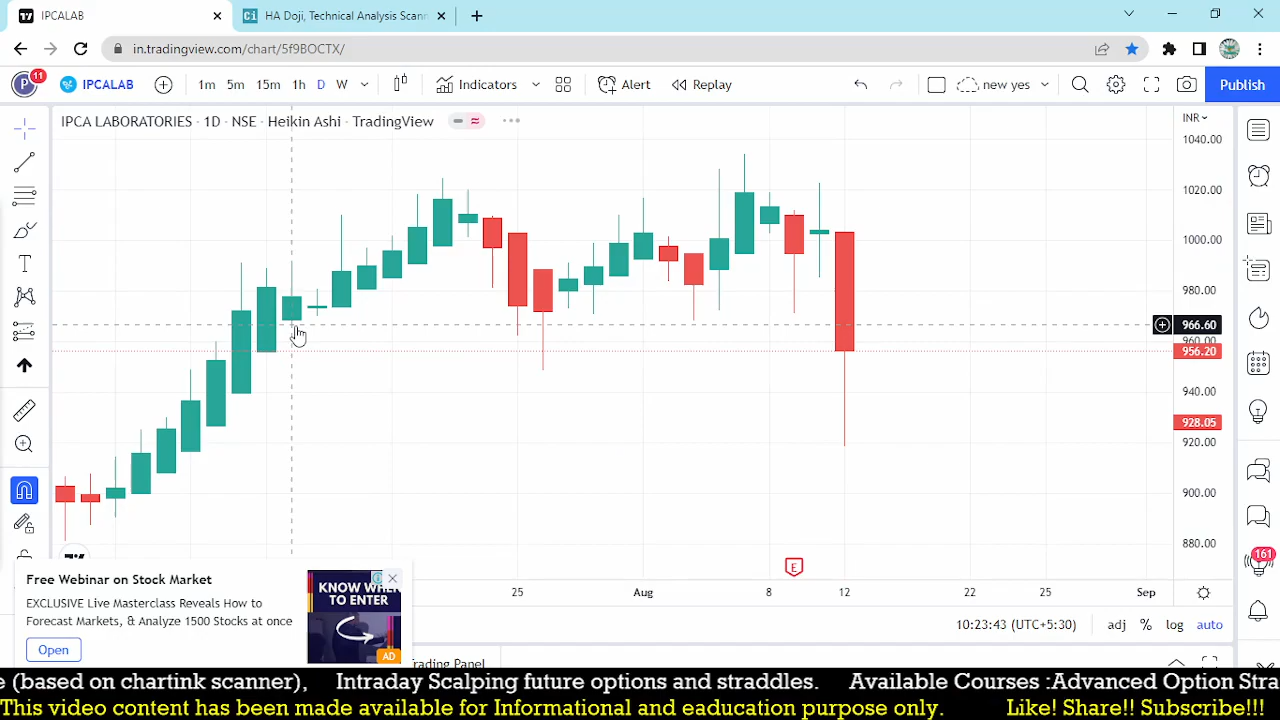 IPCALAB
HA Doji, Technical Analysis Scann
in.tradingview.com/chart/5f9BOCTX/
P 11 IPCALAB 1m 5m 15m 1h D W Indicators Alert Replay new yes Publish
IPCA LABORATORIES · 1D · NSE · Heikin Ashi · TradingView
INR
1040.00
1020.00
1000.00
980.00
966.60
960.00
956.20
940.00
928.05
920.00
900.00
880.00
161
E
25 Aug 8 12 22 25 Sep
10:23:43 (UTC+5:30) adj % log auto
Free Webinar on Stock Market
EXCLUSIVE Live Masterclass Reveals How to
Forecast Markets, & Analyze 1500 Stocks at once
Open
KNOW WHEN
TO ENTER
AD
rading Panel
e (based on chartink scanner), Intraday Scalping future options and straddles. Available Courses :Advanced Option Stra
This video content has been made available for Informational and eaducation purpose only. Like! Share!! Subscribe!!!